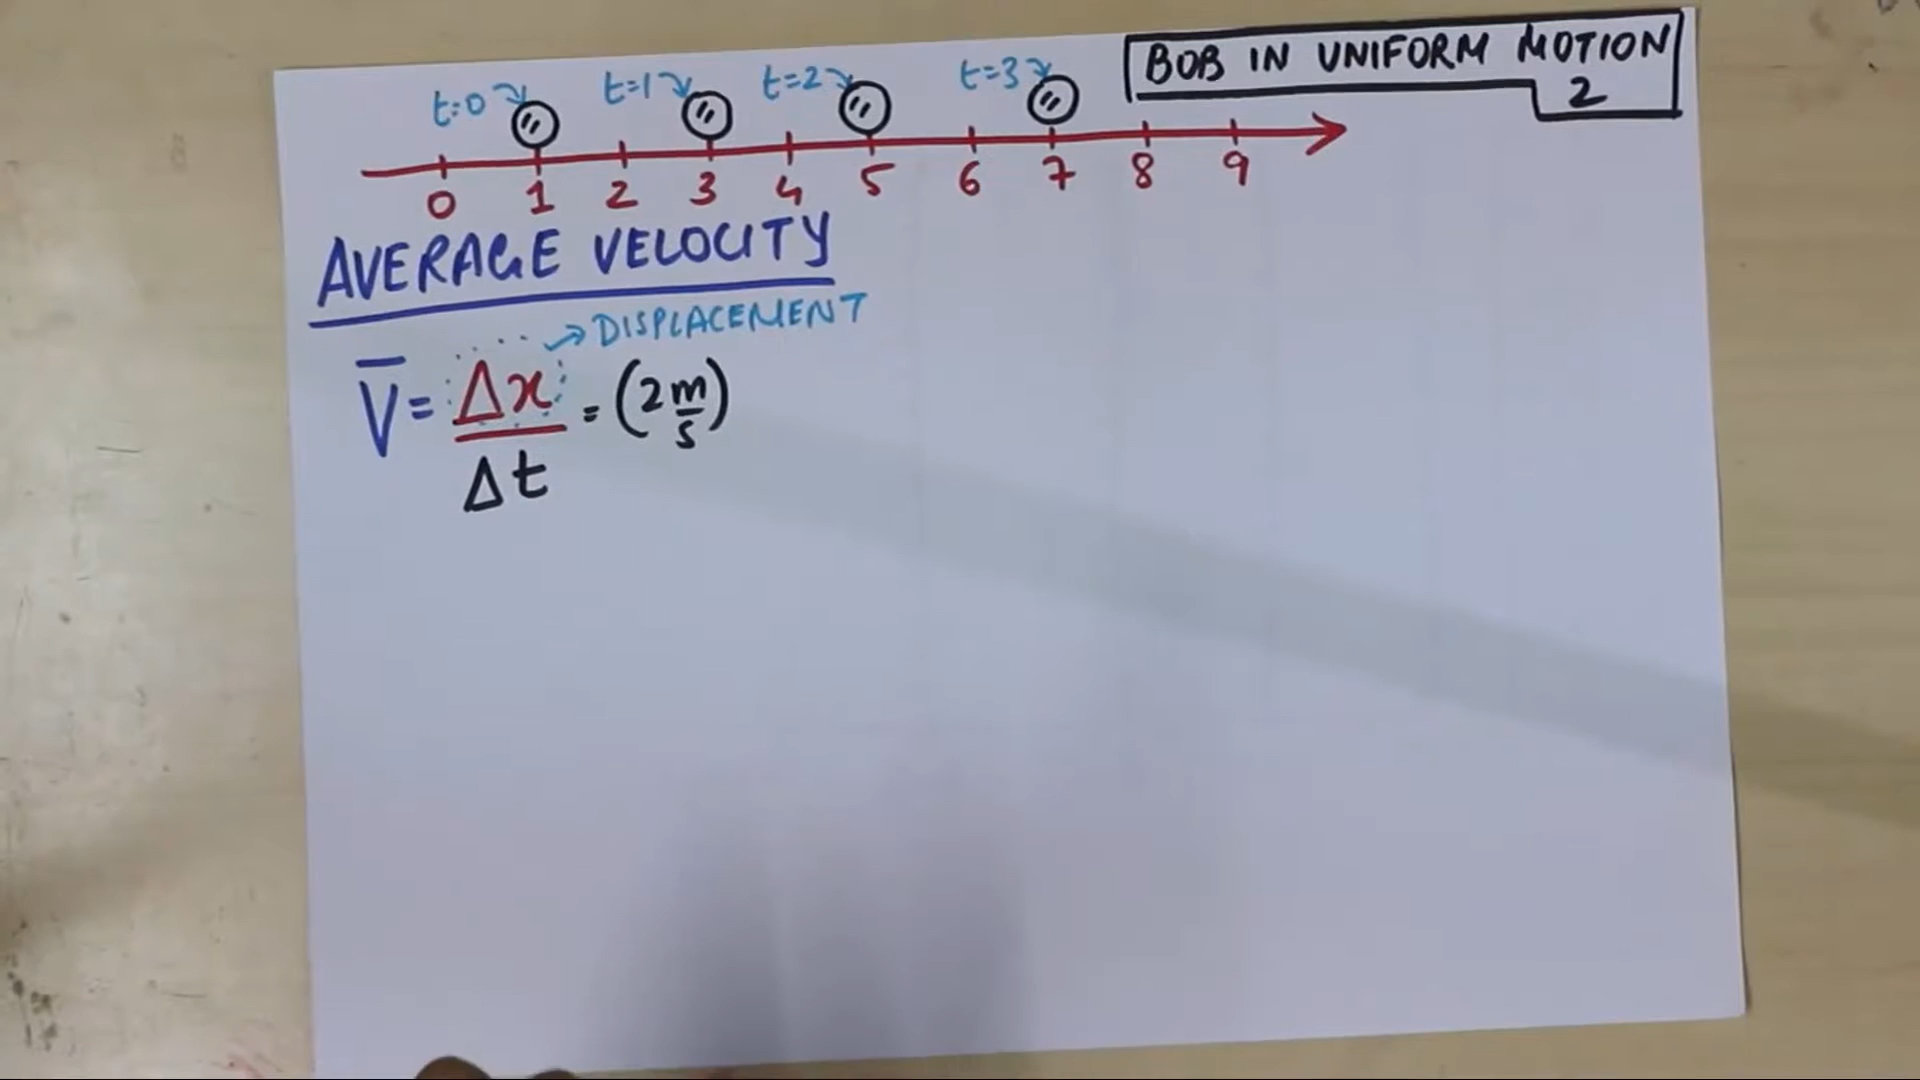 BOB IN UNIFORM MOTION
2
t=0 t=1 t=2 t=3
0 1 2 3 4 5 6 7 8 9
AVERAGE VELOCITY
→ DISPLACEMENT
V̅ = Δx/Δt = (2 m/s)